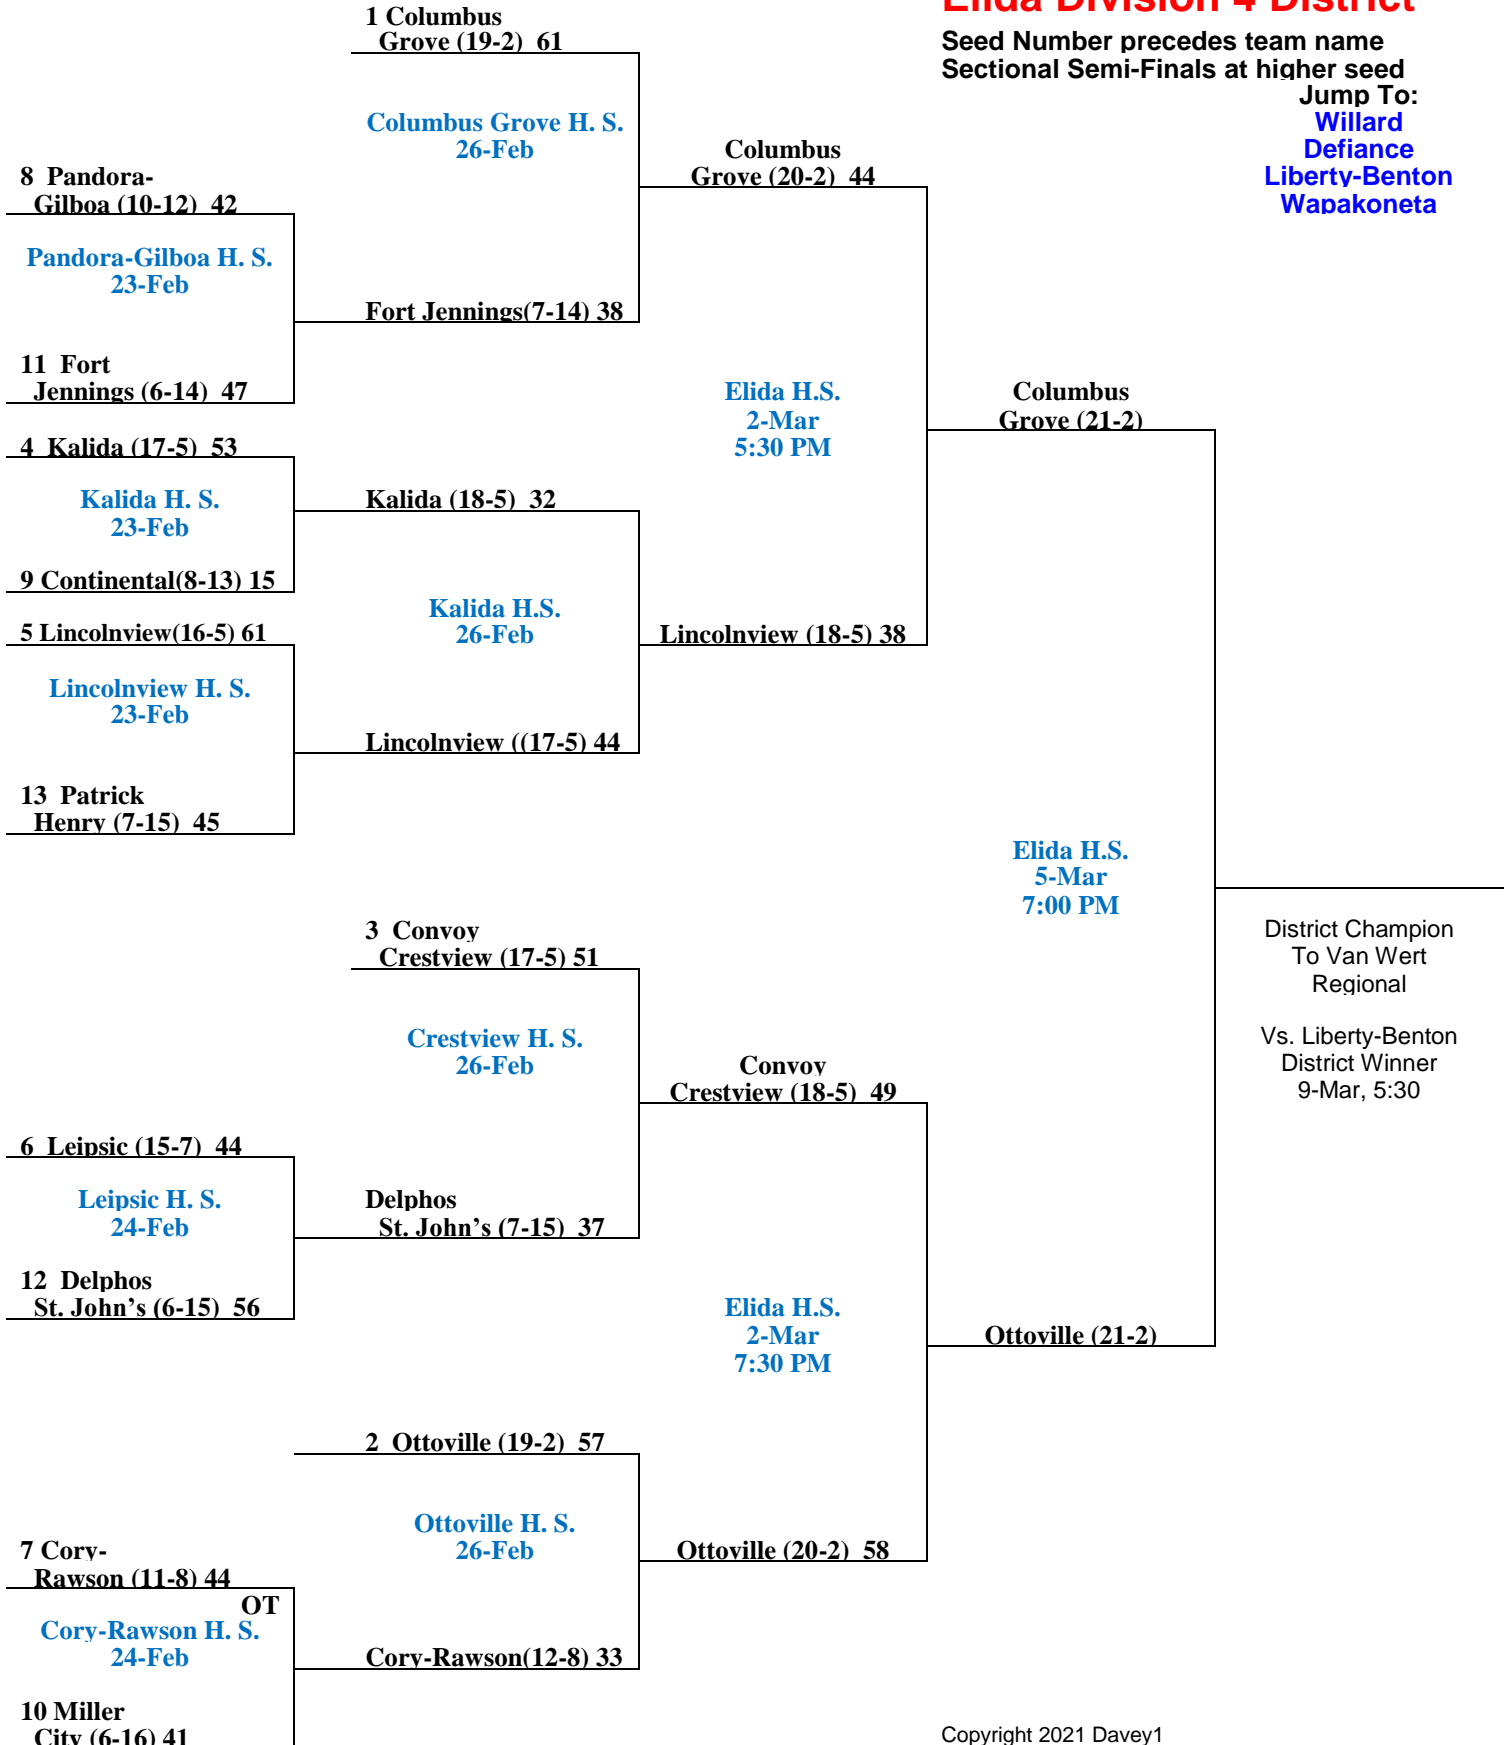 Elida Division 4 District
Seed Number precedes team name
Sectional Semi-Finals at higher seed
Jump To:
Willard
Defiance
Liberty-Benton
Wapakoneta
1 Columbus
Grove (19-2) 61
Columbus Grove H. S.
26-Feb
Columbus
Grove (20-2) 44
8 Pandora-
Gilboa (10-12) 42
Pandora-Gilboa H. S.
23-Feb
Fort Jennings(7-14) 38
11 Fort
Jennings (6-14) 47
Elida H.S.
2-Mar
5:30 PM
Columbus
Grove (21-2)
4 Kalida (17-5) 53
Kalida H. S.
23-Feb
Kalida (18-5) 32
9 Continental(8-13) 15
Kalida H.S.
26-Feb
5 Lincolnview(16-5) 61
Lincolnview (18-5) 38
Lincolnview H. S.
23-Feb
Lincolnview ((17-5) 44
13 Patrick
Henry (7-15) 45
Elida H.S.
5-Mar
7:00 PM
District Champion
To Van Wert
Regional
Vs. Liberty-Benton
District Winner
9-Mar, 5:30
3 Convoy
Crestview (17-5) 51
Crestview H. S.
26-Feb
Convoy
Crestview (18-5) 49
6 Leipsic (15-7) 44
Leipsic H. S.
24-Feb
Delphos
St. John’s (7-15) 37
12 Delphos
St. John’s (6-15) 56
Elida H.S.
2-Mar
7:30 PM
Ottoville (21-2)
2 Ottoville (19-2) 57
Ottoville H. S.
26-Feb
Ottoville (20-2) 58
7 Cory-
Rawson (11-8) 44
OT
Cory-Rawson H. S.
24-Feb
Cory-Rawson(12-8) 33
10 Miller
City (6-16) 41
Copyright 2021 Davey1